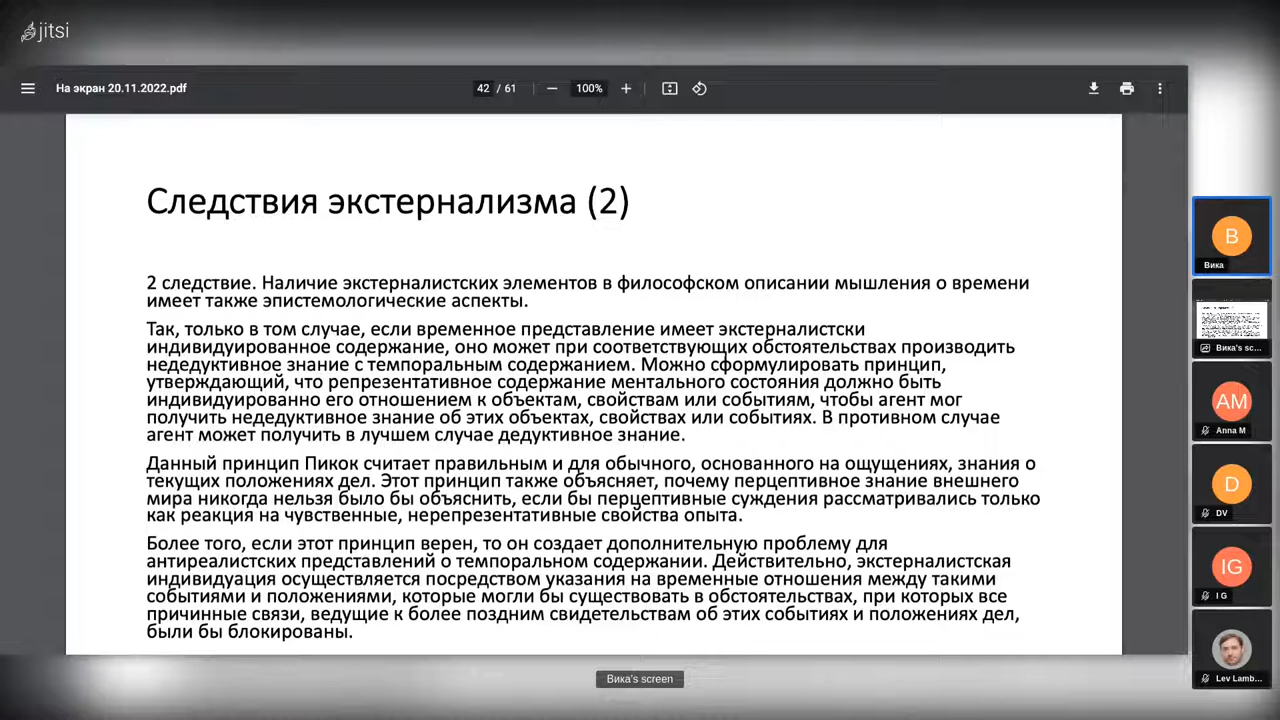 jitsi
На экран 20.11.2022.pdf
42 / 61
100%
Следствия экстернализма (2)
2 следствие. Наличие экстерналистских элементов в философском описании мышления о времени
имеет также эпистемологические аспекты.
Так, только в том случае, если временное представление имеет экстерналистски
индивидуированное содержание, оно может при соответствующих обстоятельствах производить
недедуктивное знание с темпоральным содержанием. Можно сформулировать принцип,
утверждающий, что репрезентативное содержание ментального состояния должно быть
индивидуированно его отношением к объектам, свойствам или событиям, чтобы агент мог
получить недедуктивное знание об этих объектах, свойствах или событиях. В противном случае
агент может получить в лучшем случае дедуктивное знание.
Данный принцип Пикок считает правильным и для обычного, основанного на ощущениях, знания о
текущих положениях дел. Этот принцип также объясняет, почему перцептивное знание внешнего
мира никогда нельзя было бы объяснить, если бы перцептивные суждения рассматривались только
как реакция на чувственные, нерепрезентативные свойства опыта.
Более того, если этот принцип верен, то он создает дополнительную проблему для
антиреалистских представлений о темпоральном содержании. Действительно, экстерналистская
индивидуация осуществляется посредством указания на временные отношения между такими
событиями и положениями, которые могли бы существовать в обстоятельствах, при которых все
причинные связи, ведущие к более поздним свидетельствам об этих событиях и положениях дел,
были бы блокированы.
Вика's screen
В
Вика
Вика's sc...
AM
Anna M
D
DV
IG
I G
Lev Lamb...